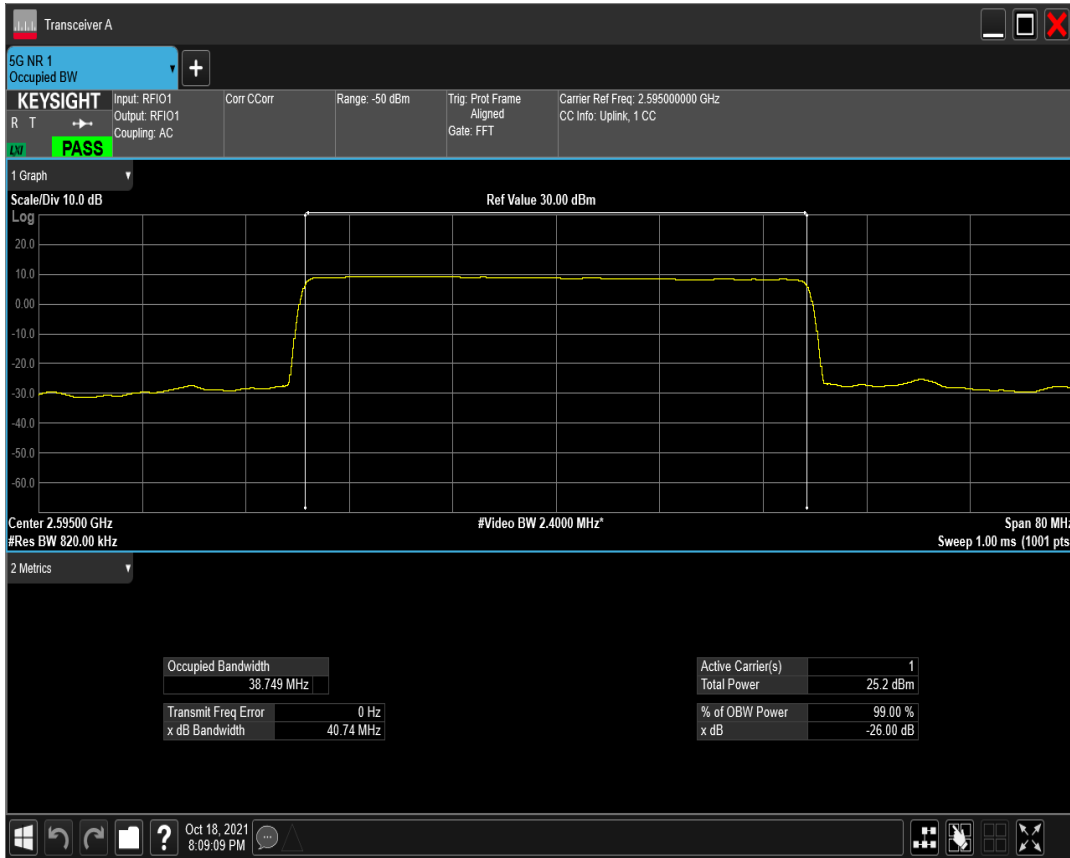 Transceiver A
5G NR 1
Occupied BW
KEYSIGHT
R T
LXI
PASS
Input: RFIO1
Output: RFIO1
Coupling: AC
Corr CCorr
Range: -50 dBm
Trig: Prot Frame
Aligned
Gate: FFT
Carrier Ref Freq: 2.595000000 GHz
CC Info: Uplink, 1 CC
1 Graph
Scale/Div 10.0 dB
Ref Value 30.00 dBm
Log
20.0
10.0
0.00
-10.0
-20.0
-30.0
-40.0
-50.0
-60.0
Center 2.59500 GHz
#Video BW 2.4000 MHz*
Span 80 MHz
#Res BW 820.00 kHz
Sweep 1.00 ms (1001 pts
2 Metrics
Occupied Bandwidth
38.749 MHz
Transmit Freq Error 0 Hz
x dB Bandwidth 40.74 MHz
Active Carrier(s) 1
Total Power 25.2 dBm
% of OBW Power 99.00 %
x dB -26.00 dB
Oct 18, 2021
8:09:09 PM